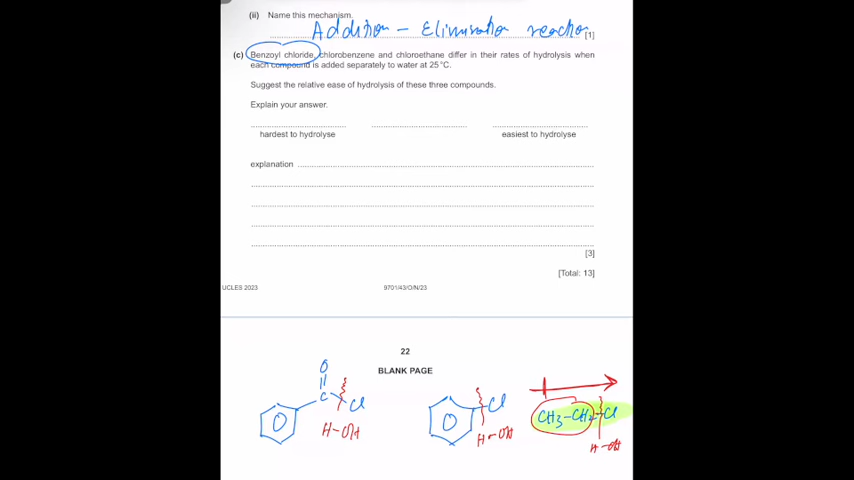 (ii) Name this mechanism.
Addition - Elimination reaction
[1]
(c) Benzoyl chloride, chlorobenzene and chloroethane differ in their rates of hydrolysis when
each compound is added separately to water at 25 °C.
Suggest the relative ease of hydrolysis of these three compounds.
Explain your answer.
hardest to hydrolyse easiest to hydrolyse
explanation
[3]
[Total: 13]
UCLES 2023 9701/43/O/N/23
22
BLANK PAGE
O
C Cl
H-OH
Cl
H-OH
CH3-CH2-Cl
H-OH